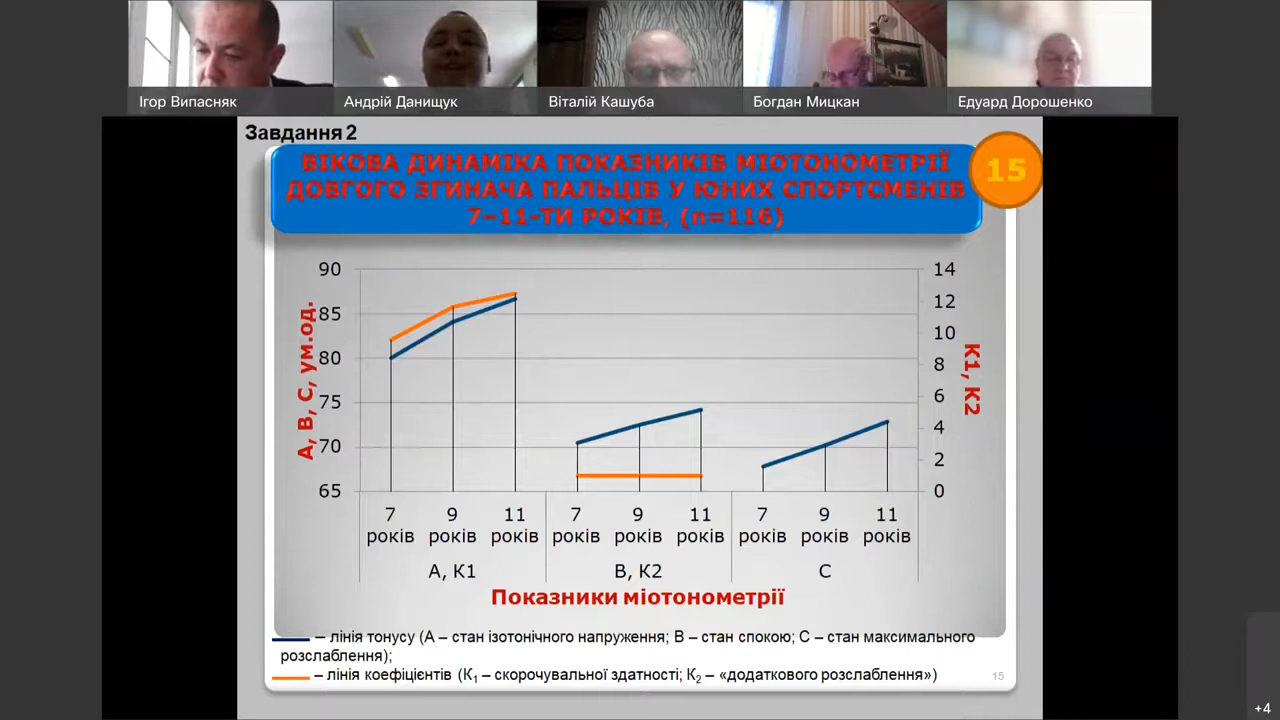 Ігор Випасняк
Андрій Данищук
Віталій Кашуба
Богдан Мицкан
Едуард Дорошенко
Завдання 2
ВІКОВА ДИНАМІКА ПОКАЗНИКІВ МІОТОНОМЕТРІЇ
ДОВГОГО ЗГИНАЧА ПАЛЬЦІВ У ЮНИХ СПОРТСМЕНІВ
7–11-ТИ РОКІВ, (n=116)
15
90
85
80
75
70
65
А, В, С, ум.од.
14
12
10
8
6
4
2
0
К1, К2
7 9 11 7 9 11 7 9 11
років років років років років років років років років
А, К1 В, К2 С
Показники міотонометрії
– лінія тонусу (А – стан ізотонічного напруження; В – стан спокою; С – стан максимального
розслаблення);
– лінія коефіцієнтів (К₁ – скорочувальної здатності; К₂ – «додаткового розслаблення»)
15
+4